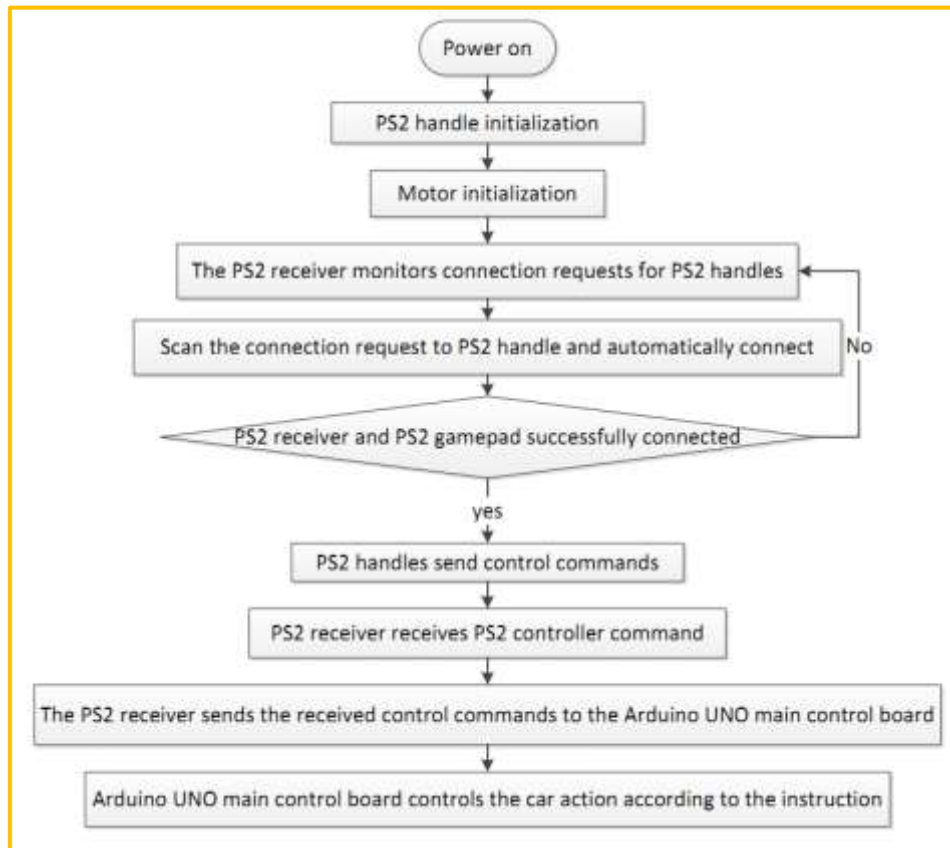 Power on
PS2 handle initialization
Motor initialization
The PS2 receiver monitors connection requests for PS2 handles
Scan the connection request to PS2 handle and automatically connect
No
PS2 receiver and PS2 gamepad successfully connected
yes
PS2 handles send control commands
PS2 receiver receives PS2 controller command
The PS2 receiver sends the received control commands to the Arduino UNO main control board
Arduino UNO main control board controls the car action according to the instruction